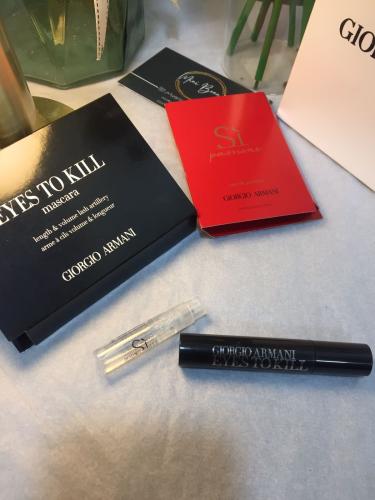 GIO
EYES TO KILL
mascara
length & volume lash artillery
arme à cils volume & longueur
GIORGIO ARMANI
Sì
passione
GIORGIO ARMANI
Sì
GIORGIO ARMANI
EYES TO KILL